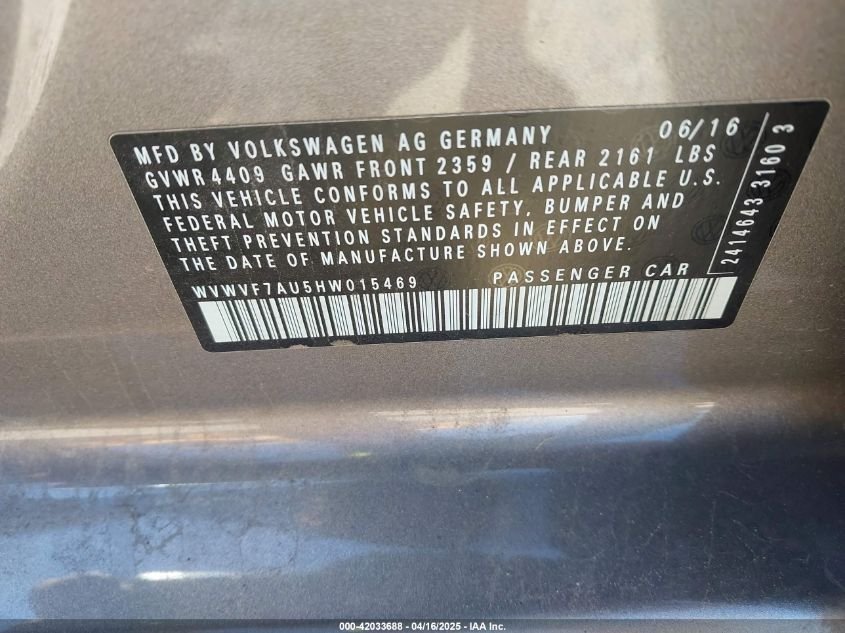 MFD BY VOLKSWAGEN AG GERMANY 06/16
GVWR 4409 GAWR FRONT 2359 / REAR 2161 LBS
THIS VEHICLE CONFORMS TO ALL APPLICABLE U.S.
FEDERAL MOTOR VEHICLE SAFETY, BUMPER AND
THEFT PREVENTION STANDARDS IN EFFECT ON
THE DATE OF MANUFACTURE SHOWN ABOVE.
WVWVF7AU5HW015469 PASSENGER CAR
2414643 31603
000-42033688 - 04/16/2025 - IAA Inc.